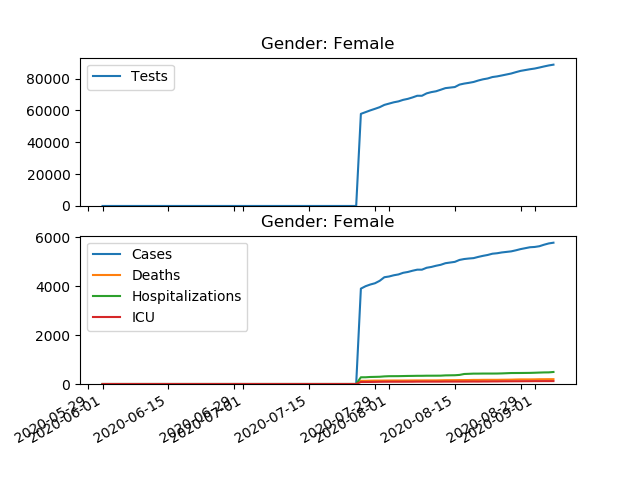 Gender: Female
Tests
80000
60000
40000
20000
0
Gender: Female
Cases
Deaths
Hospitalizations
ICU
6000
4000
2000
0
2020-05-29
2020-06-01
2020-06-15
2020-06-29
2020-07-01
2020-07-15
2020-07-29
2020-08-01
2020-08-15
2020-08-29
2020-09-01